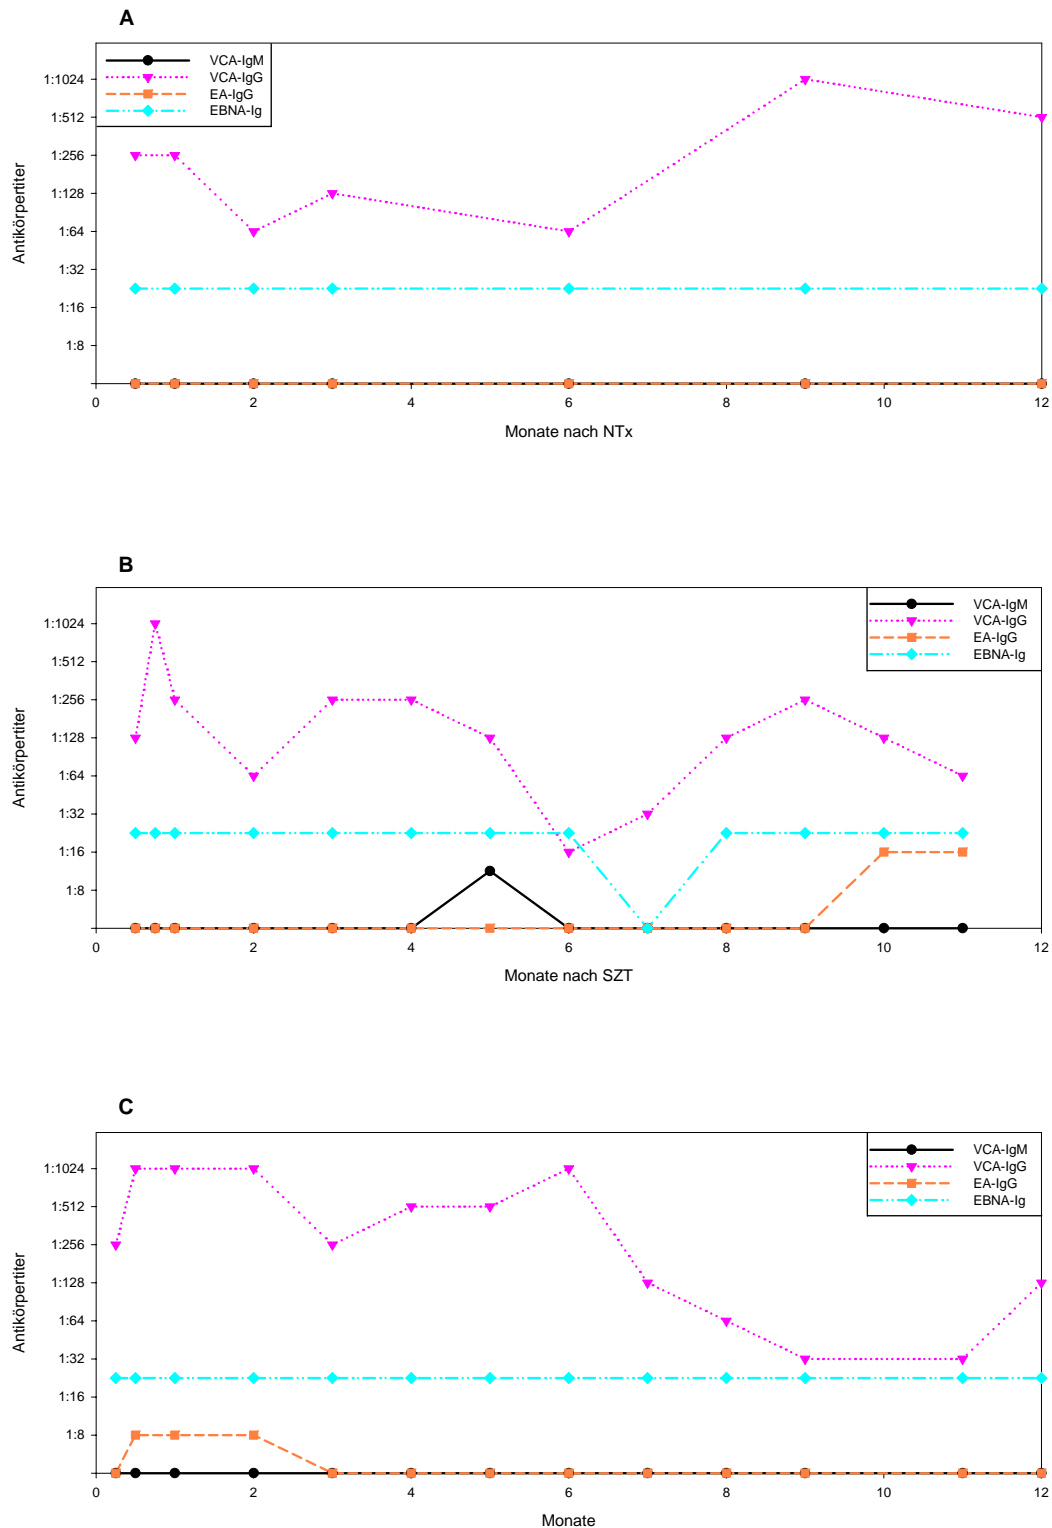 A
VCA-IgM
VCA-IgG
EA-IgG
EBNA-Ig
Antikörpertiter
1:1024
1:512
1:256
1:128
1:64
1:32
1:16
1:8
0 2 4 6 8 10 12
Monate nach NTx
B
VCA-IgM
VCA-IgG
EA-IgG
EBNA-Ig
Antikörpertiter
1:1024
1:512
1:256
1:128
1:64
1:32
1:16
1:8
0 2 4 6 8 10 12
Monate nach SZT
C
VCA-IgM
VCA-IgG
EA-IgG
EBNA-Ig
Antikörpertiter
1:1024
1:512
1:256
1:128
1:64
1:32
1:16
1:8
0 2 4 6 8 10 12
Monate